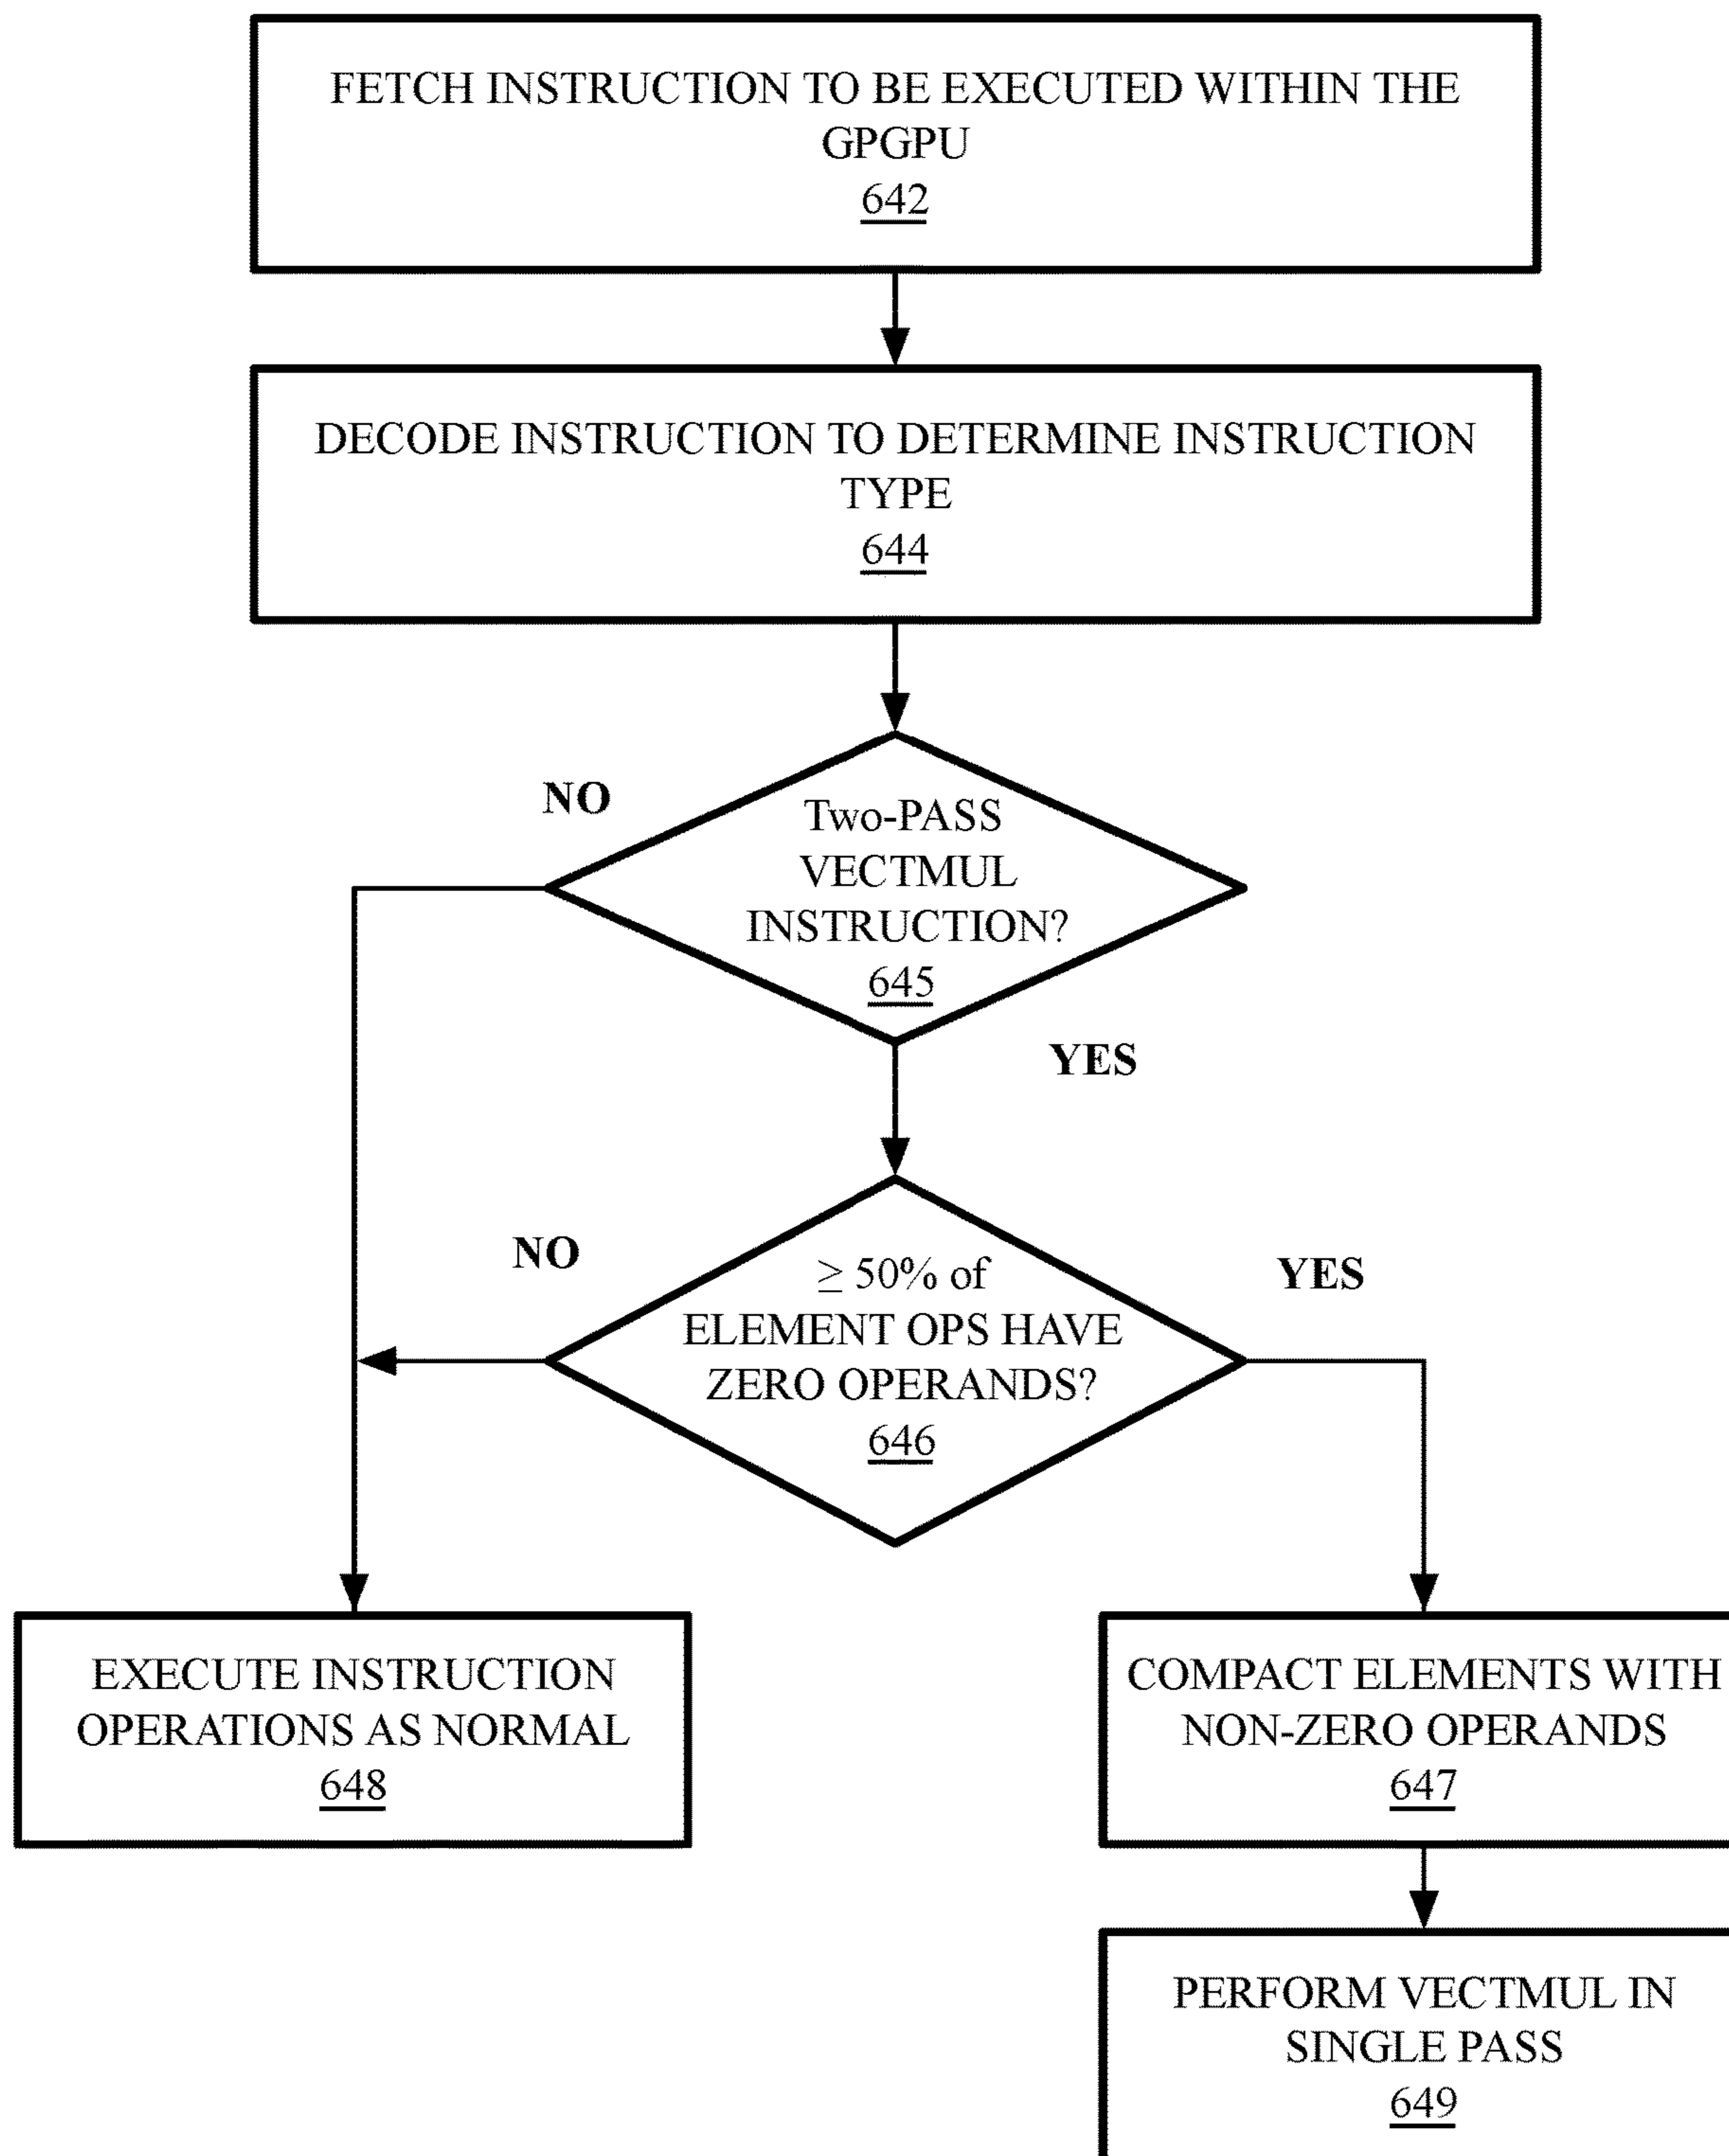 FETCH INSTRUCTION TO BE EXECUTED WITHIN THE
GPGPU
642
DECODE INSTRUCTION TO DETERMINE INSTRUCTION
TYPE
644
NO
Two-PASS
VECTMUL
INSTRUCTION?
645
YES
NO
≥ 50% of
ELEMENT OPS HAVE
ZERO OPERANDS?
646
YES
EXECUTE INSTRUCTION
OPERATIONS AS NORMAL
648
COMPACT ELEMENTS WITH
NON-ZERO OPERANDS
647
PERFORM VECTMUL IN
SINGLE PASS
649